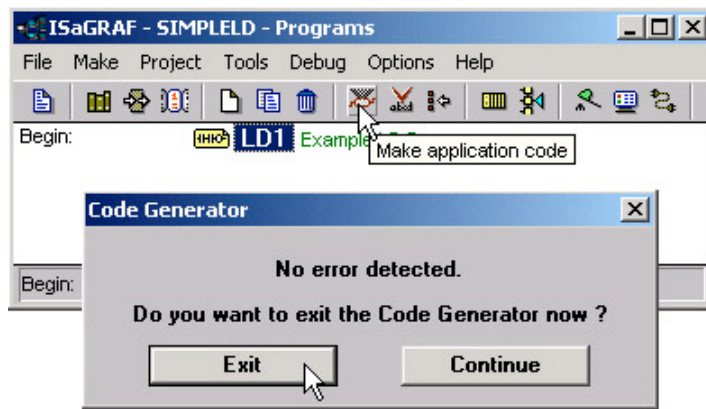 ISaGRAF - SIMPLELD - Programs
File Make Project Tools Debug Options Help
Begin: LD1 Example
Make application code
Code Generator
No error detected.
Begin:
Do you want to exit the Code Generator now ?
Exit Continue